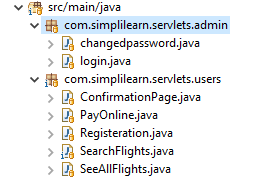 src/main/java
com.simplilearn.servlets.admin
changedpassword.java
login.java
com.simplilearn.servlets.users
ConfirmationPage.java
PayOnline.java
Registeration.java
SearchFlights.java
SeeAllFlights.java